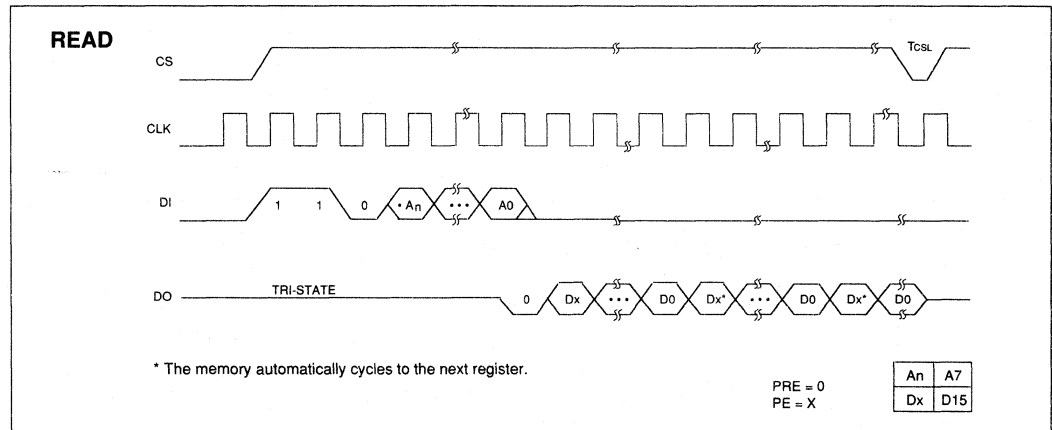 READ
CS
TCSL
CLK
DI
1 1 0 • An • • • A0
DO
TRI-STATE
0 Dx • • • D0 Dx* • • • D0 Dx* D0
* The memory automatically cycles to the next register.
PRE = 0
PE = X
An A7
Dx D15